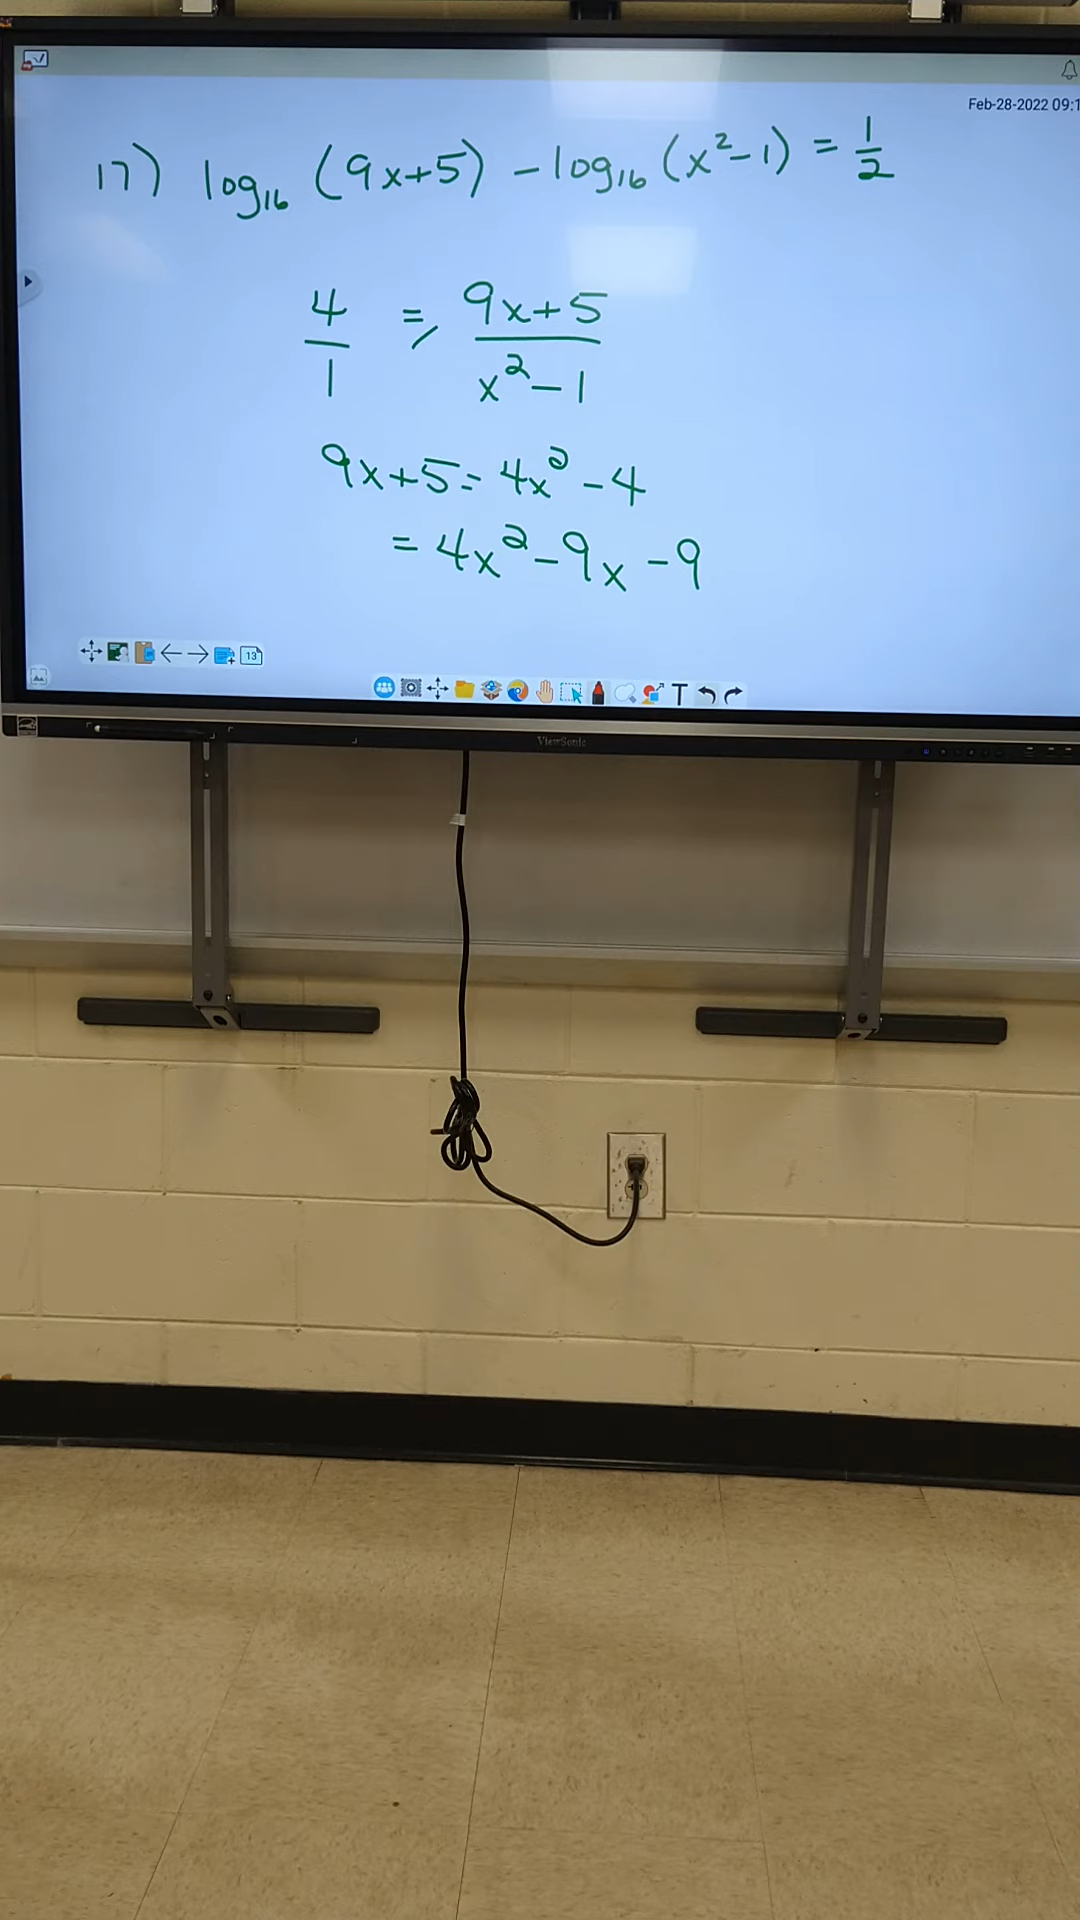 Feb-28-2022 09:1
17) log₁₆ (9x+5) - log₁₆ (x²-1) = 1/2
4/1 = 9x+5/x²-1
9x+5 = 4x² - 4
= 4x² - 9x - 9
13
T
ViewSonic